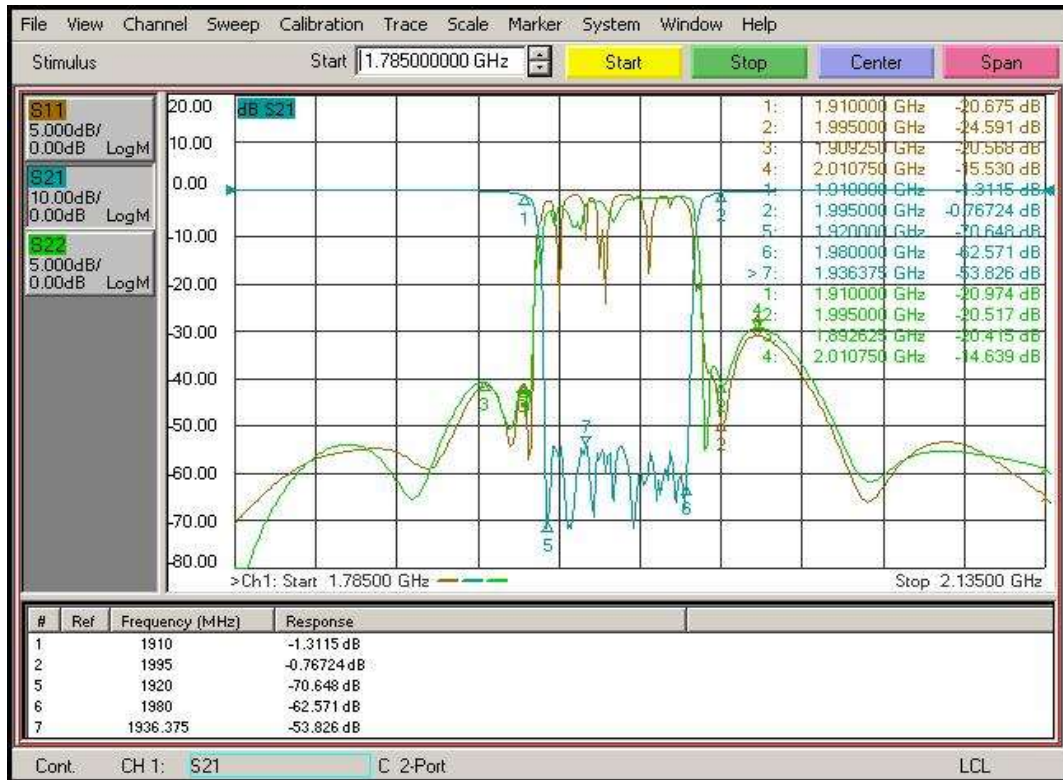 File View Channel Sweep Calibration Trace Scale Marker System Window Help
Stimulus Start 1.785000000 GHz Start Stop Center Span
S11
5.000dB/
0.00dB LogM
S21
10.00dB/
0.00dB LogM
S22
5.000dB/
0.00dB LogM
20.00
10.00
0.00
-10.00
-20.00
-30.00
-40.00
-50.00
-60.00
-70.00
-80.00
dB S21
1: 1.910000 GHz -20.675 dB
2: 1.995000 GHz -24.591 dB
3: 1.909250 GHz -20.568 dB
4: 2.010750 GHz -15.530 dB
1: 1.910000 GHz -1.3115 dB
2: 1.995000 GHz -0.76724 dB
5: 1.920000 GHz -70.648 dB
6: 1.980000 GHz -62.571 dB
> 7: 1.936375 GHz -53.826 dB
1: 1.910000 GHz -20.974 dB
2: 1.995000 GHz -20.517 dB
3: 1.892625 GHz -20.415 dB
4: 2.010750 GHz -14.639 dB
1
2
4
3
2
7
5
6
>Ch1: Start 1.78500 GHz Stop 2.13500 GHz
# Ref Frequency (MHz) Response
1 1910 -1.3115 dB
2 1995 -0.76724 dB
5 1920 -70.648 dB
6 1980 -62.571 dB
7 1936.375 -53.826 dB
Cont. CH 1: S21 C 2-Port LCL